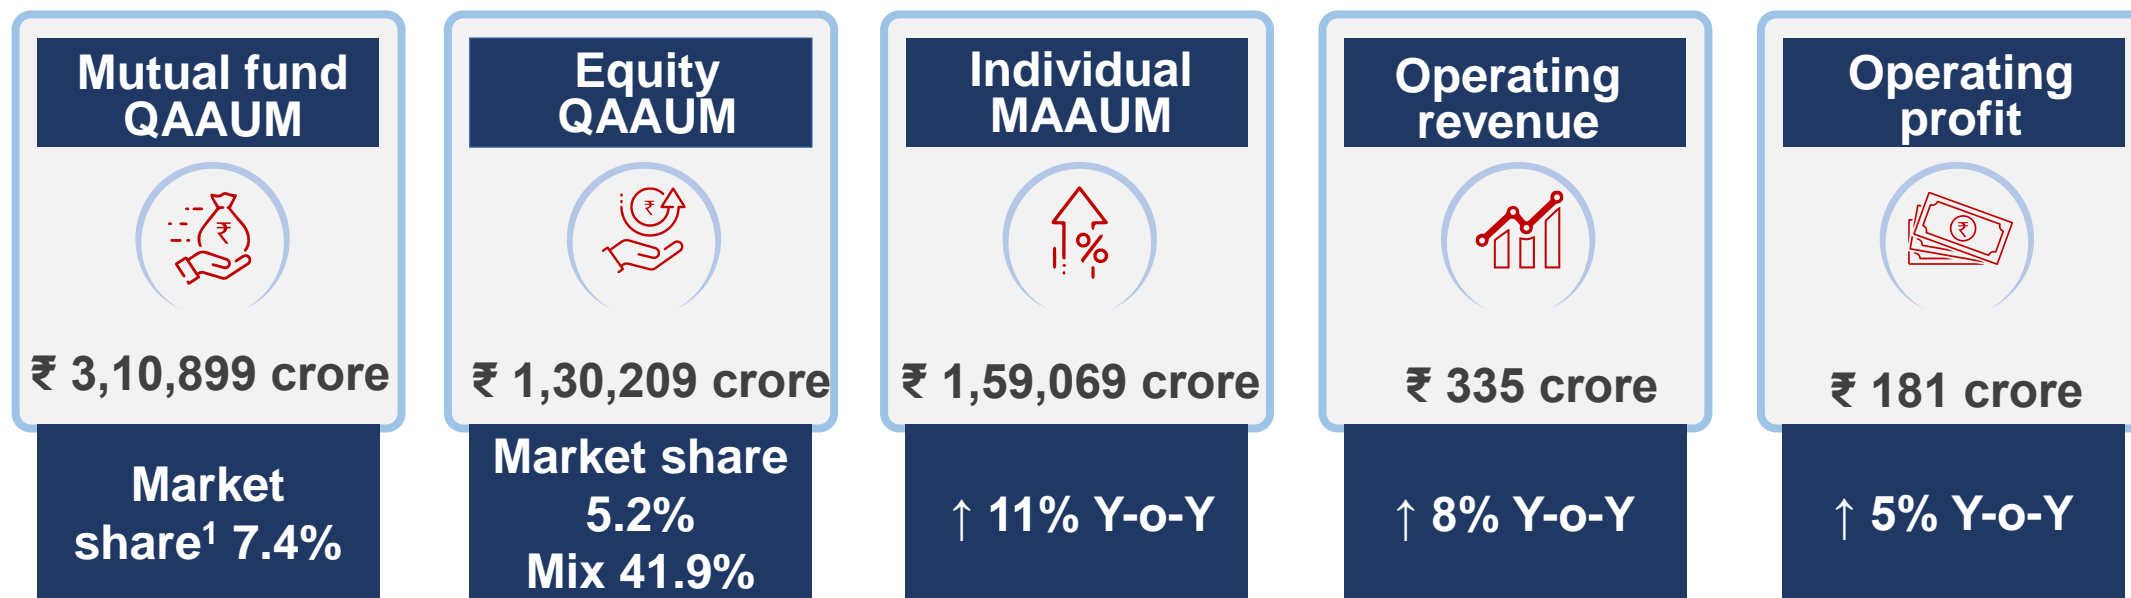 Mutual fund
QAAUM
₹ 3,10,899 crore
Market
share¹ 7.4%
Equity
QAAUM
₹ 1,30,209 crore
Market share
5.2%
Mix 41.9%
Individual
MAAUM
%
₹ 1,59,069 crore
↑ 11% Y-o-Y
Operating
revenue
₹ 335 crore
↑ 8% Y-o-Y
Operating
profit
₹ 181 crore
↑ 5% Y-o-Y